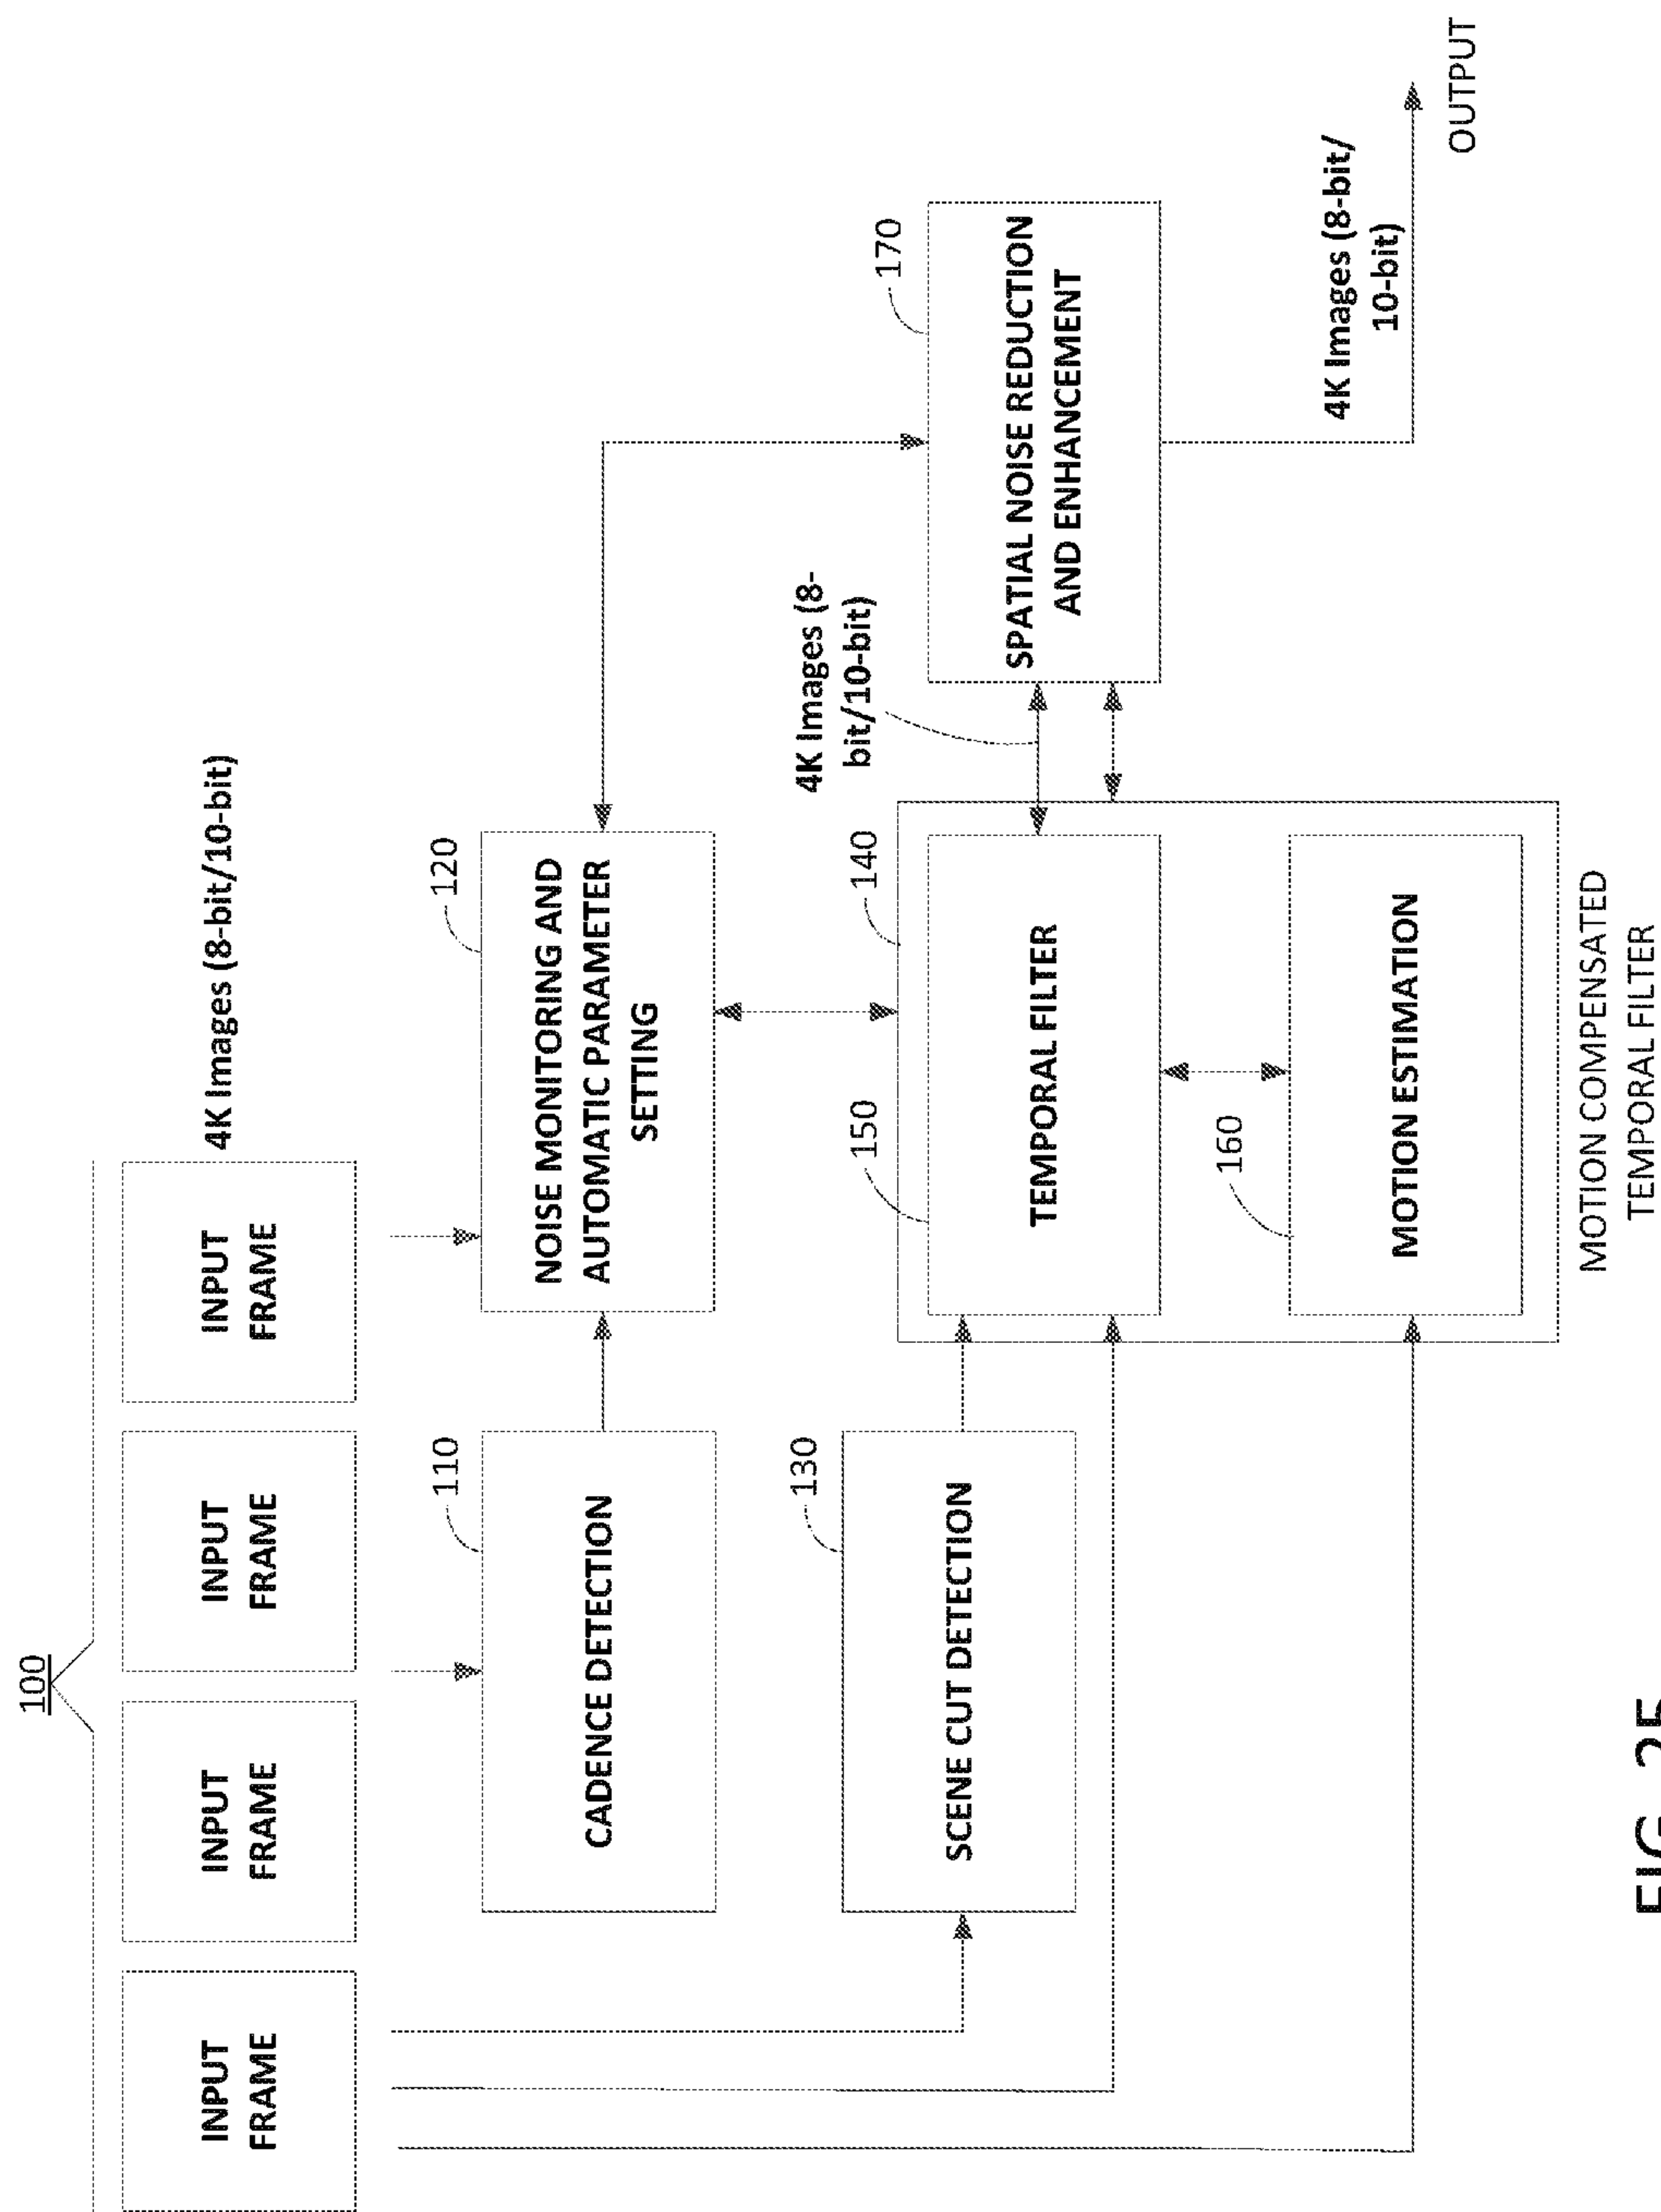 100
INPUT
FRAME
INPUT
FRAME
INPUT
FRAME
INPUT
FRAME
4K Images (8-bit/10-bit)
110
CADENCE DETECTION
120
NOISE MONITORING AND
AUTOMATIC PARAMETER
SETTING
130
SCENE CUT DETECTION
140
150
TEMPORAL FILTER
160
MOTION ESTIMATION
MOTION COMPENSATED
TEMPORAL FILTER
4K Images (8-
bit/10-bit)
170
SPATIAL NOISE REDUCTION
AND ENHANCEMENT
4K Images (8-bit/
10-bit)
OUTPUT